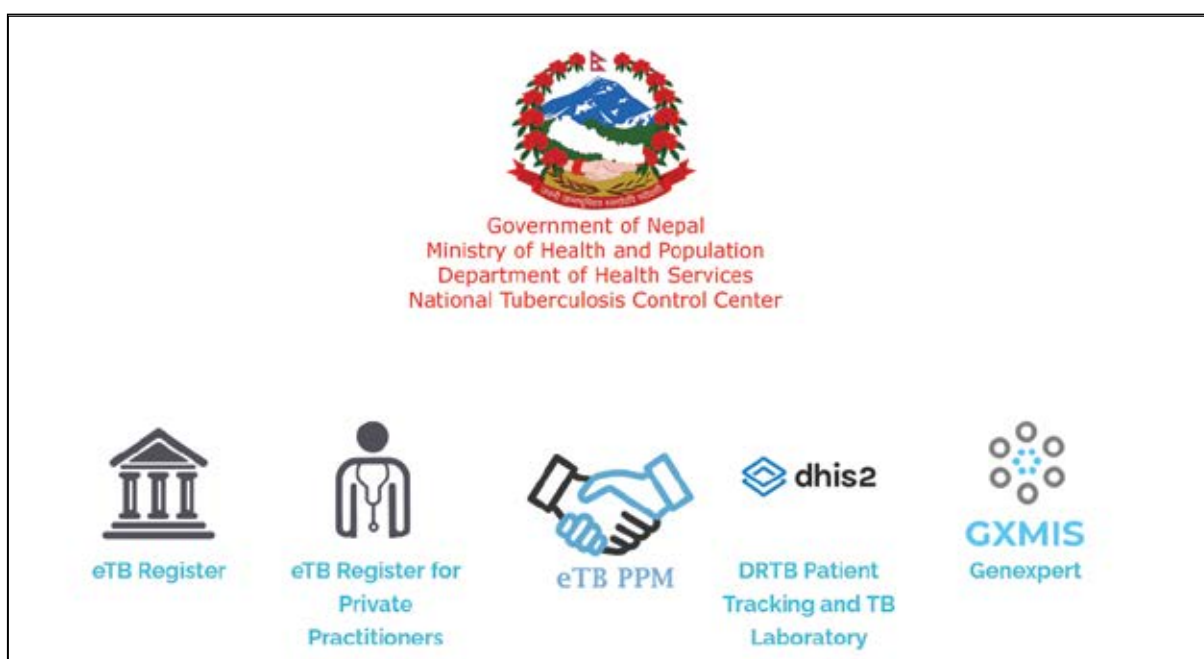 Government of Nepal
Ministry of Health and Population
Department of Health Services
National Tuberculosis Control Center
eTB Register
eTB Register for
Private
Practitioners
eTB PPM
dhis2
DRTB Patient
Tracking and TB
Laboratory
GXMIS
Genexpert